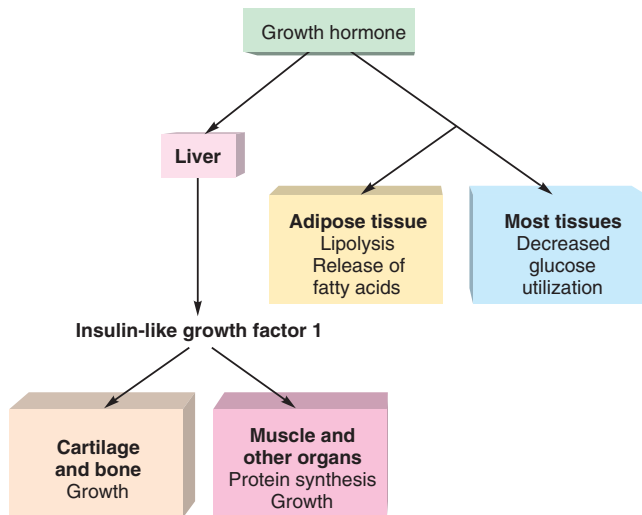 Growth hormone
Liver
Adipose tissue
Lipolysis
Release of
fatty acids
Most tissues
Decreased
glucose
utilization
Insulin-like growth factor 1
Cartilage
and bone
Growth
Muscle and
other organs
Protein synthesis
Growth